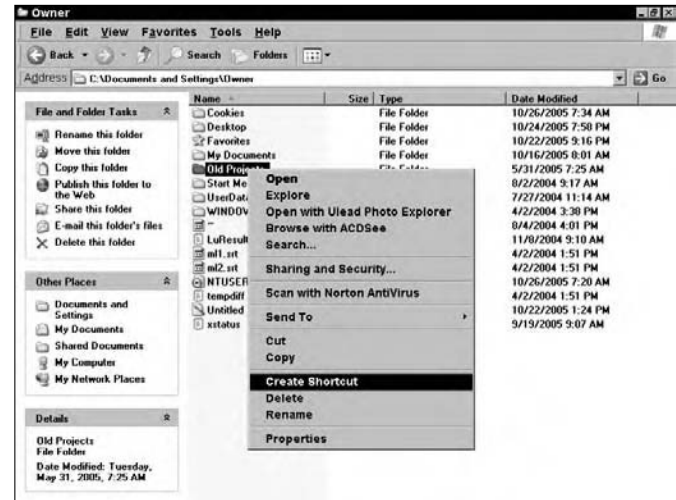 Owner
File Edit View Favorites Tools Help
Back Search Folders
Address C:\Documents and Settings\Owner Go
File and Folder Tasks
Rename this folder
Move this folder
Copy this folder
Publish this folder to
the Web
Share this folder
E-mail this folder's files
Delete this folder
Other Places
Documents and
Settings
My Documents
Shared Documents
My Computer
My Network Places
Details
Old Projects
File Folder
Date Modified: Tuesday,
May 31, 2005, 7:25 AM
Name Size Type Date Modified
Cookies File Folder 10/26/2005 7:34 AM
Desktop File Folder 10/24/2005 7:50 PM
Favorites File Folder 10/22/2005 9:16 PM
My Documents File Folder 10/16/2005 8:01 AM
Old Projects File Folder 5/31/2005 7:25 AM
Start Me 8/2/2004 9:17 AM
UserData 7/27/2004 11:14 AM
WINDOW 4/2/2004 3:38 PM
~ 8/4/2004 4:01 PM
LuResult 11/8/2004 9:10 AM
ml1.srt 4/2/2004 1:51 PM
ml2.srt 4/2/2004 1:51 PM
NTUSER 10/26/2005 7:20 AM
tempdiff 4/2/2004 1:51 PM
Untitled 10/22/2005 1:24 PM
xstatus 9/19/2005 9:07 AM
Open
Explore
Open with Ulead Photo Explorer
Browse with ACDSee
Search...
Sharing and Security...
Scan with Norton AntiVirus
Send To
Cut
Copy
Create Shortcut
Delete
Rename
Properties